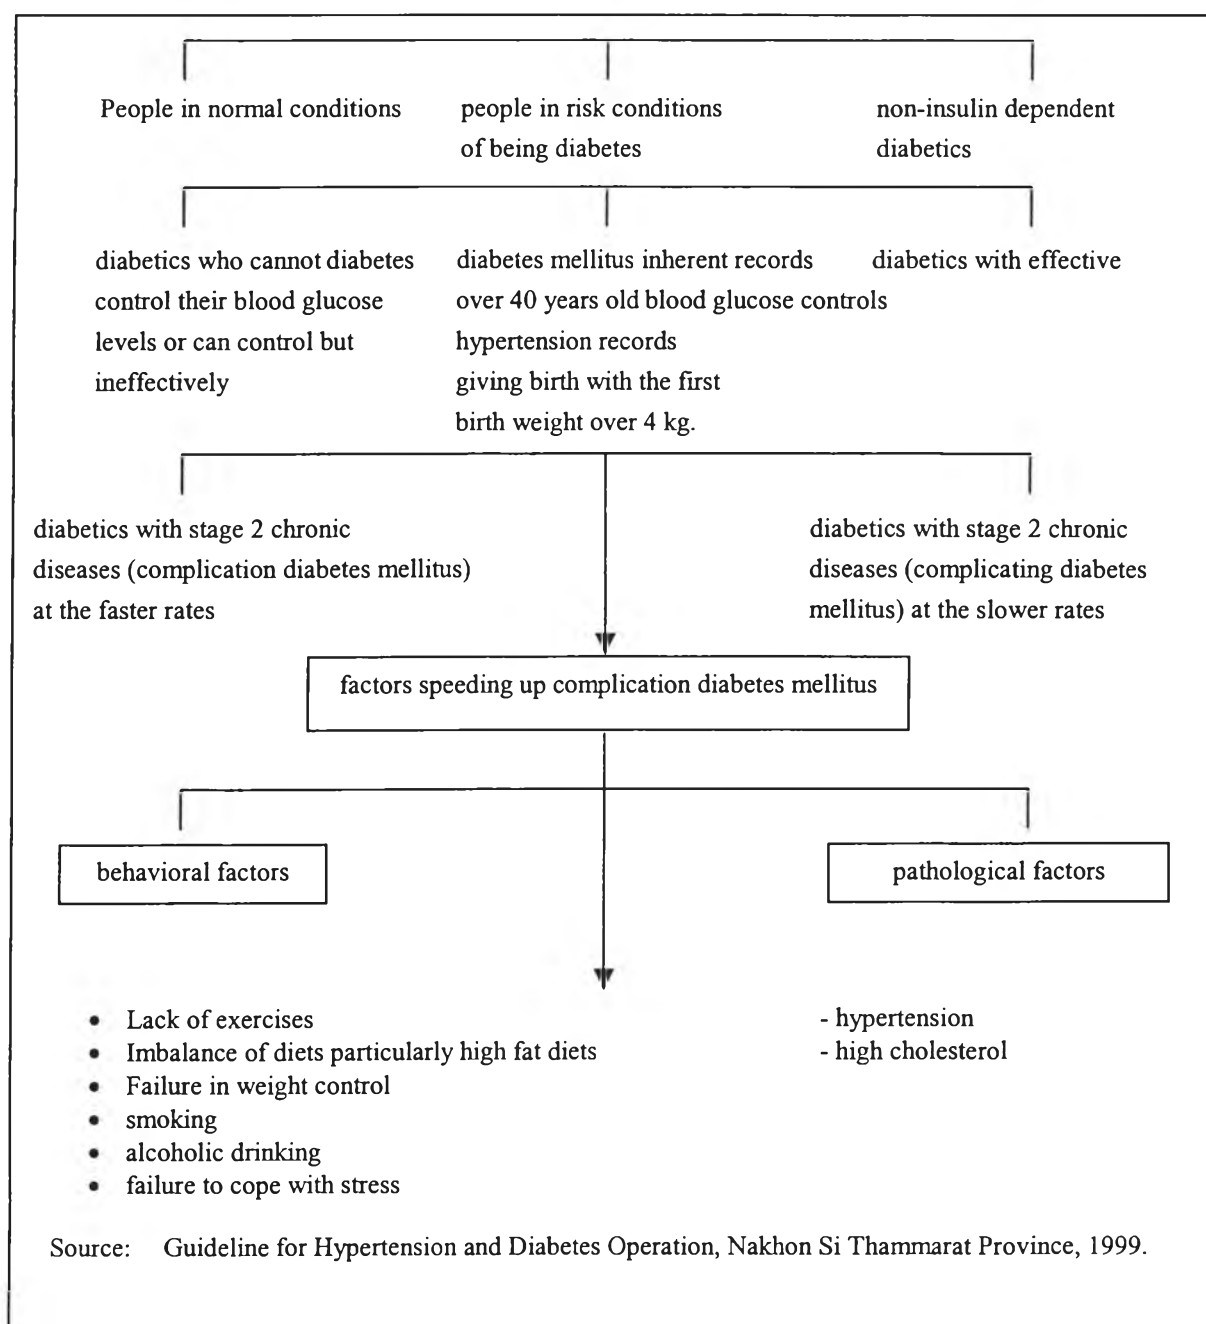 People in normal conditions
people in risk conditions
of being diabetes
non-insulin dependent
diabetics
diabetics who cannot diabetes
control their blood glucose
levels or can control but
ineffectively
diabetes mellitus inherent records
over 40 years old blood glucose controls
hypertension records
giving birth with the first
birth weight over 4 kg.
diabetics with effective
diabetics with stage 2 chronic
diseases (complication diabetes mellitus)
at the faster rates
diabetics with stage 2 chronic
diseases (complicating diabetes
mellitus) at the slower rates
factors speeding up complication diabetes mellitus
behavioral factors
pathological factors
• Lack of exercises
• Imbalance of diets particularly high fat diets
• Failure in weight control
• smoking
• alcoholic drinking
• failure to cope with stress
- hypertension
- high cholesterol
Source: Guideline for Hypertension and Diabetes Operation, Nakhon Si Thammarat Province, 1999.